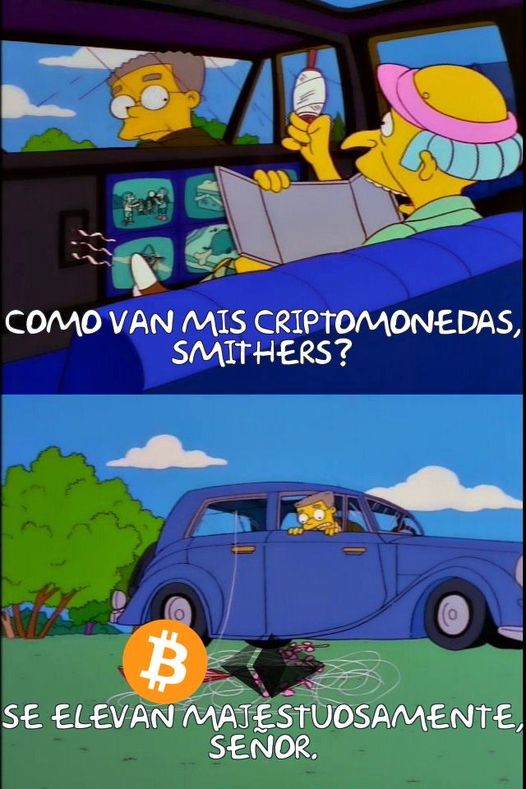 COMO VAN MIS CRIPTOMONEDAS,
SMITHERS?
SE ELEVAN MAJESTUOSAMENTE,
SEÑOR.